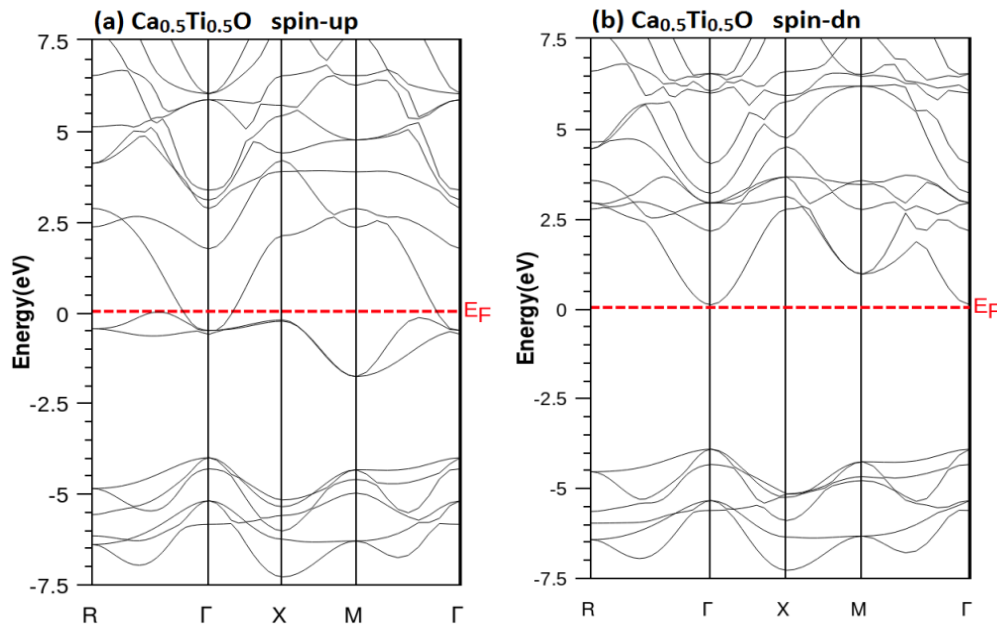 (a) Ca0.5Ti0.5O spin-up
7.5
5
2.5
0
-2.5
-5
-7.5
Energy(eV)
EF
R Γ X M Γ
(b) Ca0.5Ti0.5O spin-dn
7.5
5
2.5
0
-2.5
-5
-7.5
Energy(eV)
EF
R Γ X M Γ